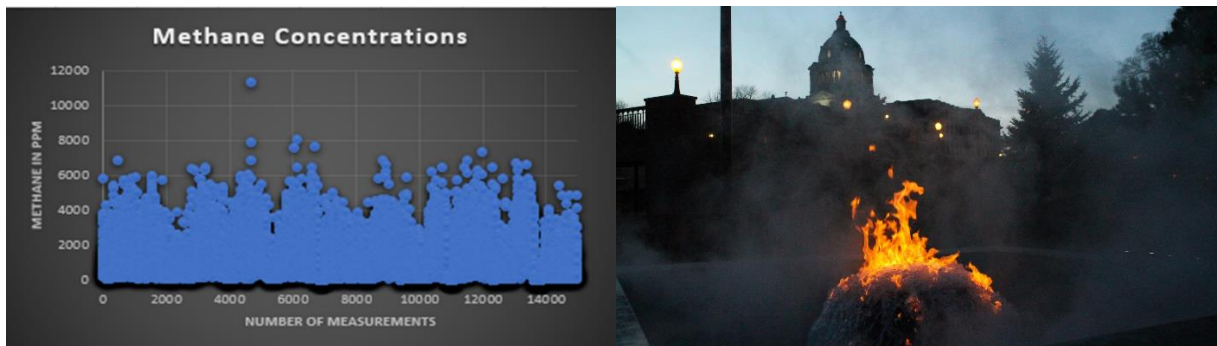 Methane Concentrations
METHANE IN PPM
12000
10000
8000
6000
4000
2000
0
0 2000 4000 6000 8000 10000 12000 14000
NUMBER OF MEASUREMENTS